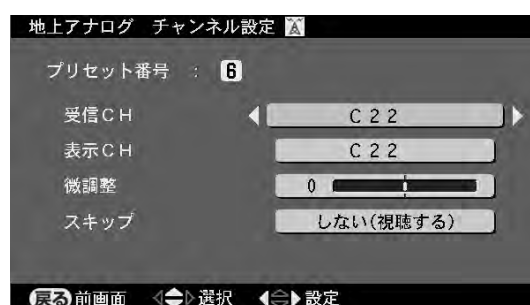 地上アナログ チャンネル設定 A
プリセット番号 : 6
受信CH C22
表示CH C22
微調整 0
スキップ しない(視聴する)
戻る 前画面 選択 設定